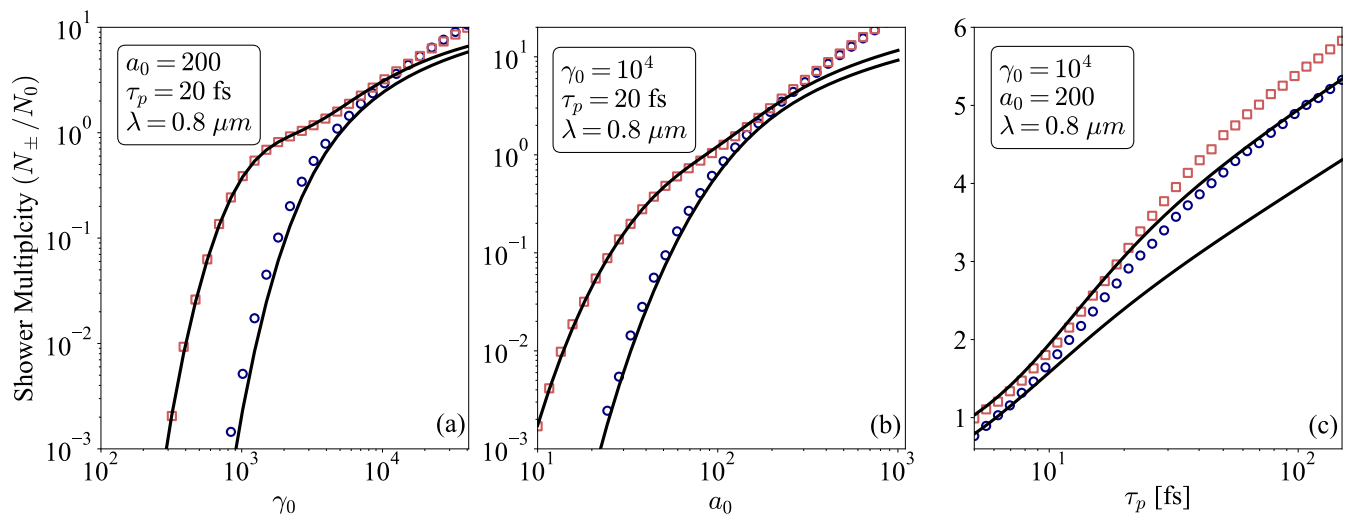 Shower Multiplcity (N± /N0)
10^1
10^0
10^−1
10^−2
10^−3
a0 = 200
τp = 20 fs
λ = 0.8 μm
(a)
10^2 10^3 10^4
γ0
10^1
10^0
10^−1
10^−2
10^−3
γ0 = 10^4
τp = 20 fs
λ = 0.8 μm
(b)
10^1 10^2 10^3
a0
6
5
4
3
2
1
γ0 = 10^4
a0 = 200
λ = 0.8 μm
(c)
10^1 10^2
τp [fs]